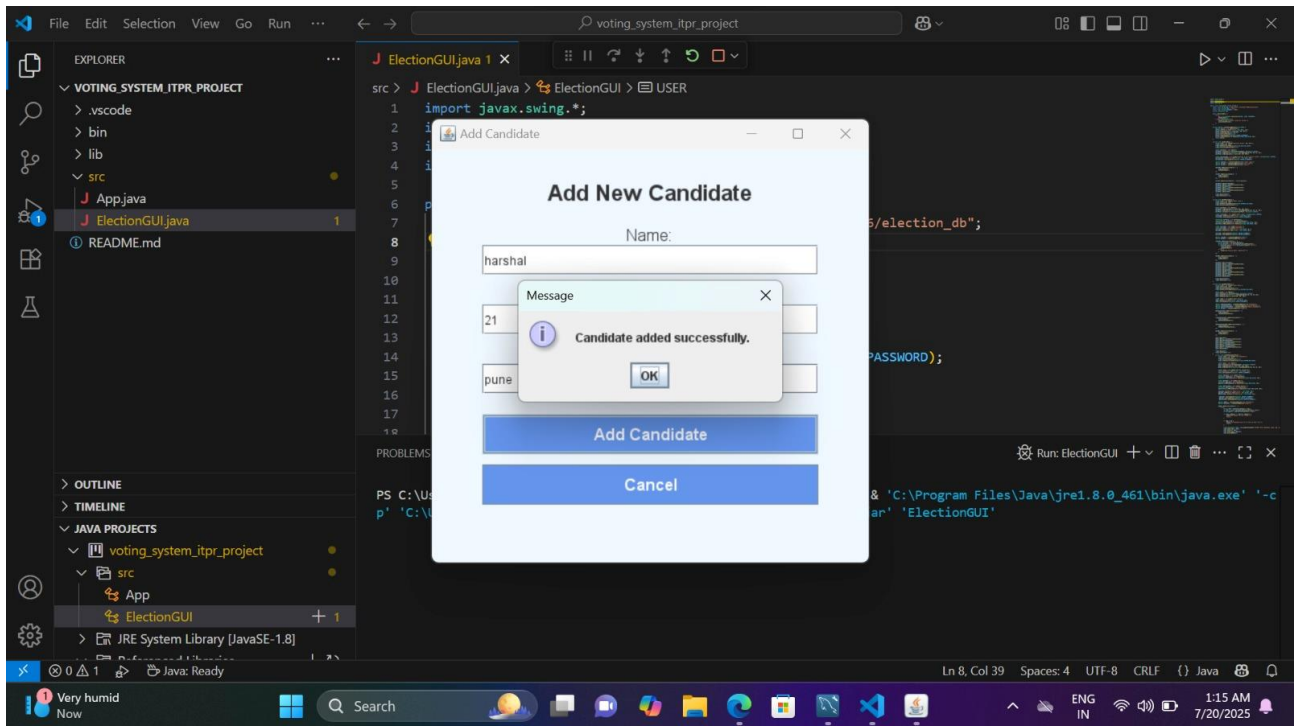 File Edit Selection View Go Run ··· voting_system_itpr_project
EXPLORER ···
VOTING_SYSTEM_ITPR_PROJECT
.vscode
bin
lib
src
J App.java
J ElectionGUI.java 1
README.md
OUTLINE
TIMELINE
JAVA PROJECTS
voting_system_itpr_project
src
App
ElectionGUI 1
JRE System Library [JavaSE-1.8]
J ElectionGUI.java 1
src > J ElectionGUI.java > ElectionGUI > USER
1 import javax.swing.*;
2 i
3 i
4 i
5
6 p
7 5/election_db";
8
9
10
11
12
13
14 PASSWORD);
15
16
17
18
Add Candidate
Add New Candidate
Name:
harshal
21
pune
Message
Candidate added successfully.
OK
Add Candidate
Cancel
PROBLEMS
Run: ElectionGUI
PS C:\Us & 'C:\Program Files\Java\jre1.8.0_461\bin\java.exe' '-c
p' 'C:\U ar' 'ElectionGUI'
0 1 Java: Ready
Ln 8, Col 39 Spaces: 4 UTF-8 CRLF {} Java
1
Very humid
Now
Search
ENG
IN
1:15 AM
7/20/2025